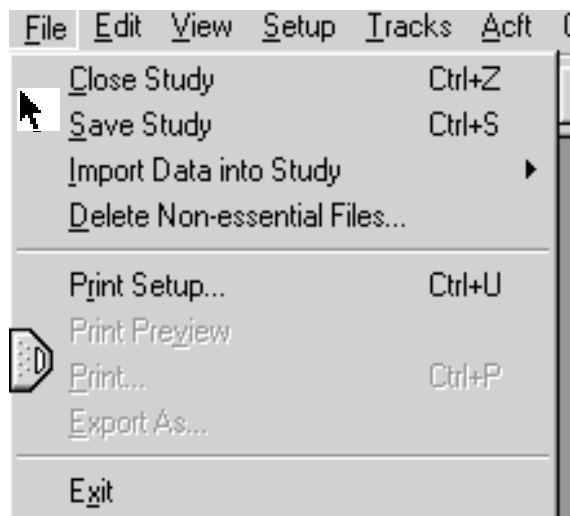 File Edit View Setup Tracks Acft
Close Study Ctrl+Z
Save Study Ctrl+S
Import Data into Study
Delete Non-essential Files...
Print Setup... Ctrl+U
Print Preview
Print... Ctrl+P
Export As...
Exit